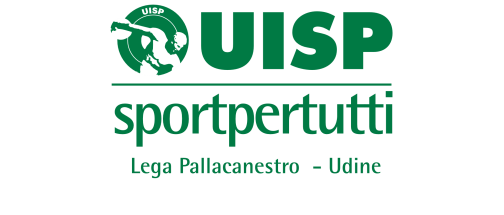 UISP
UISP
sportpertutti
Lega Pallacanestro - Udine